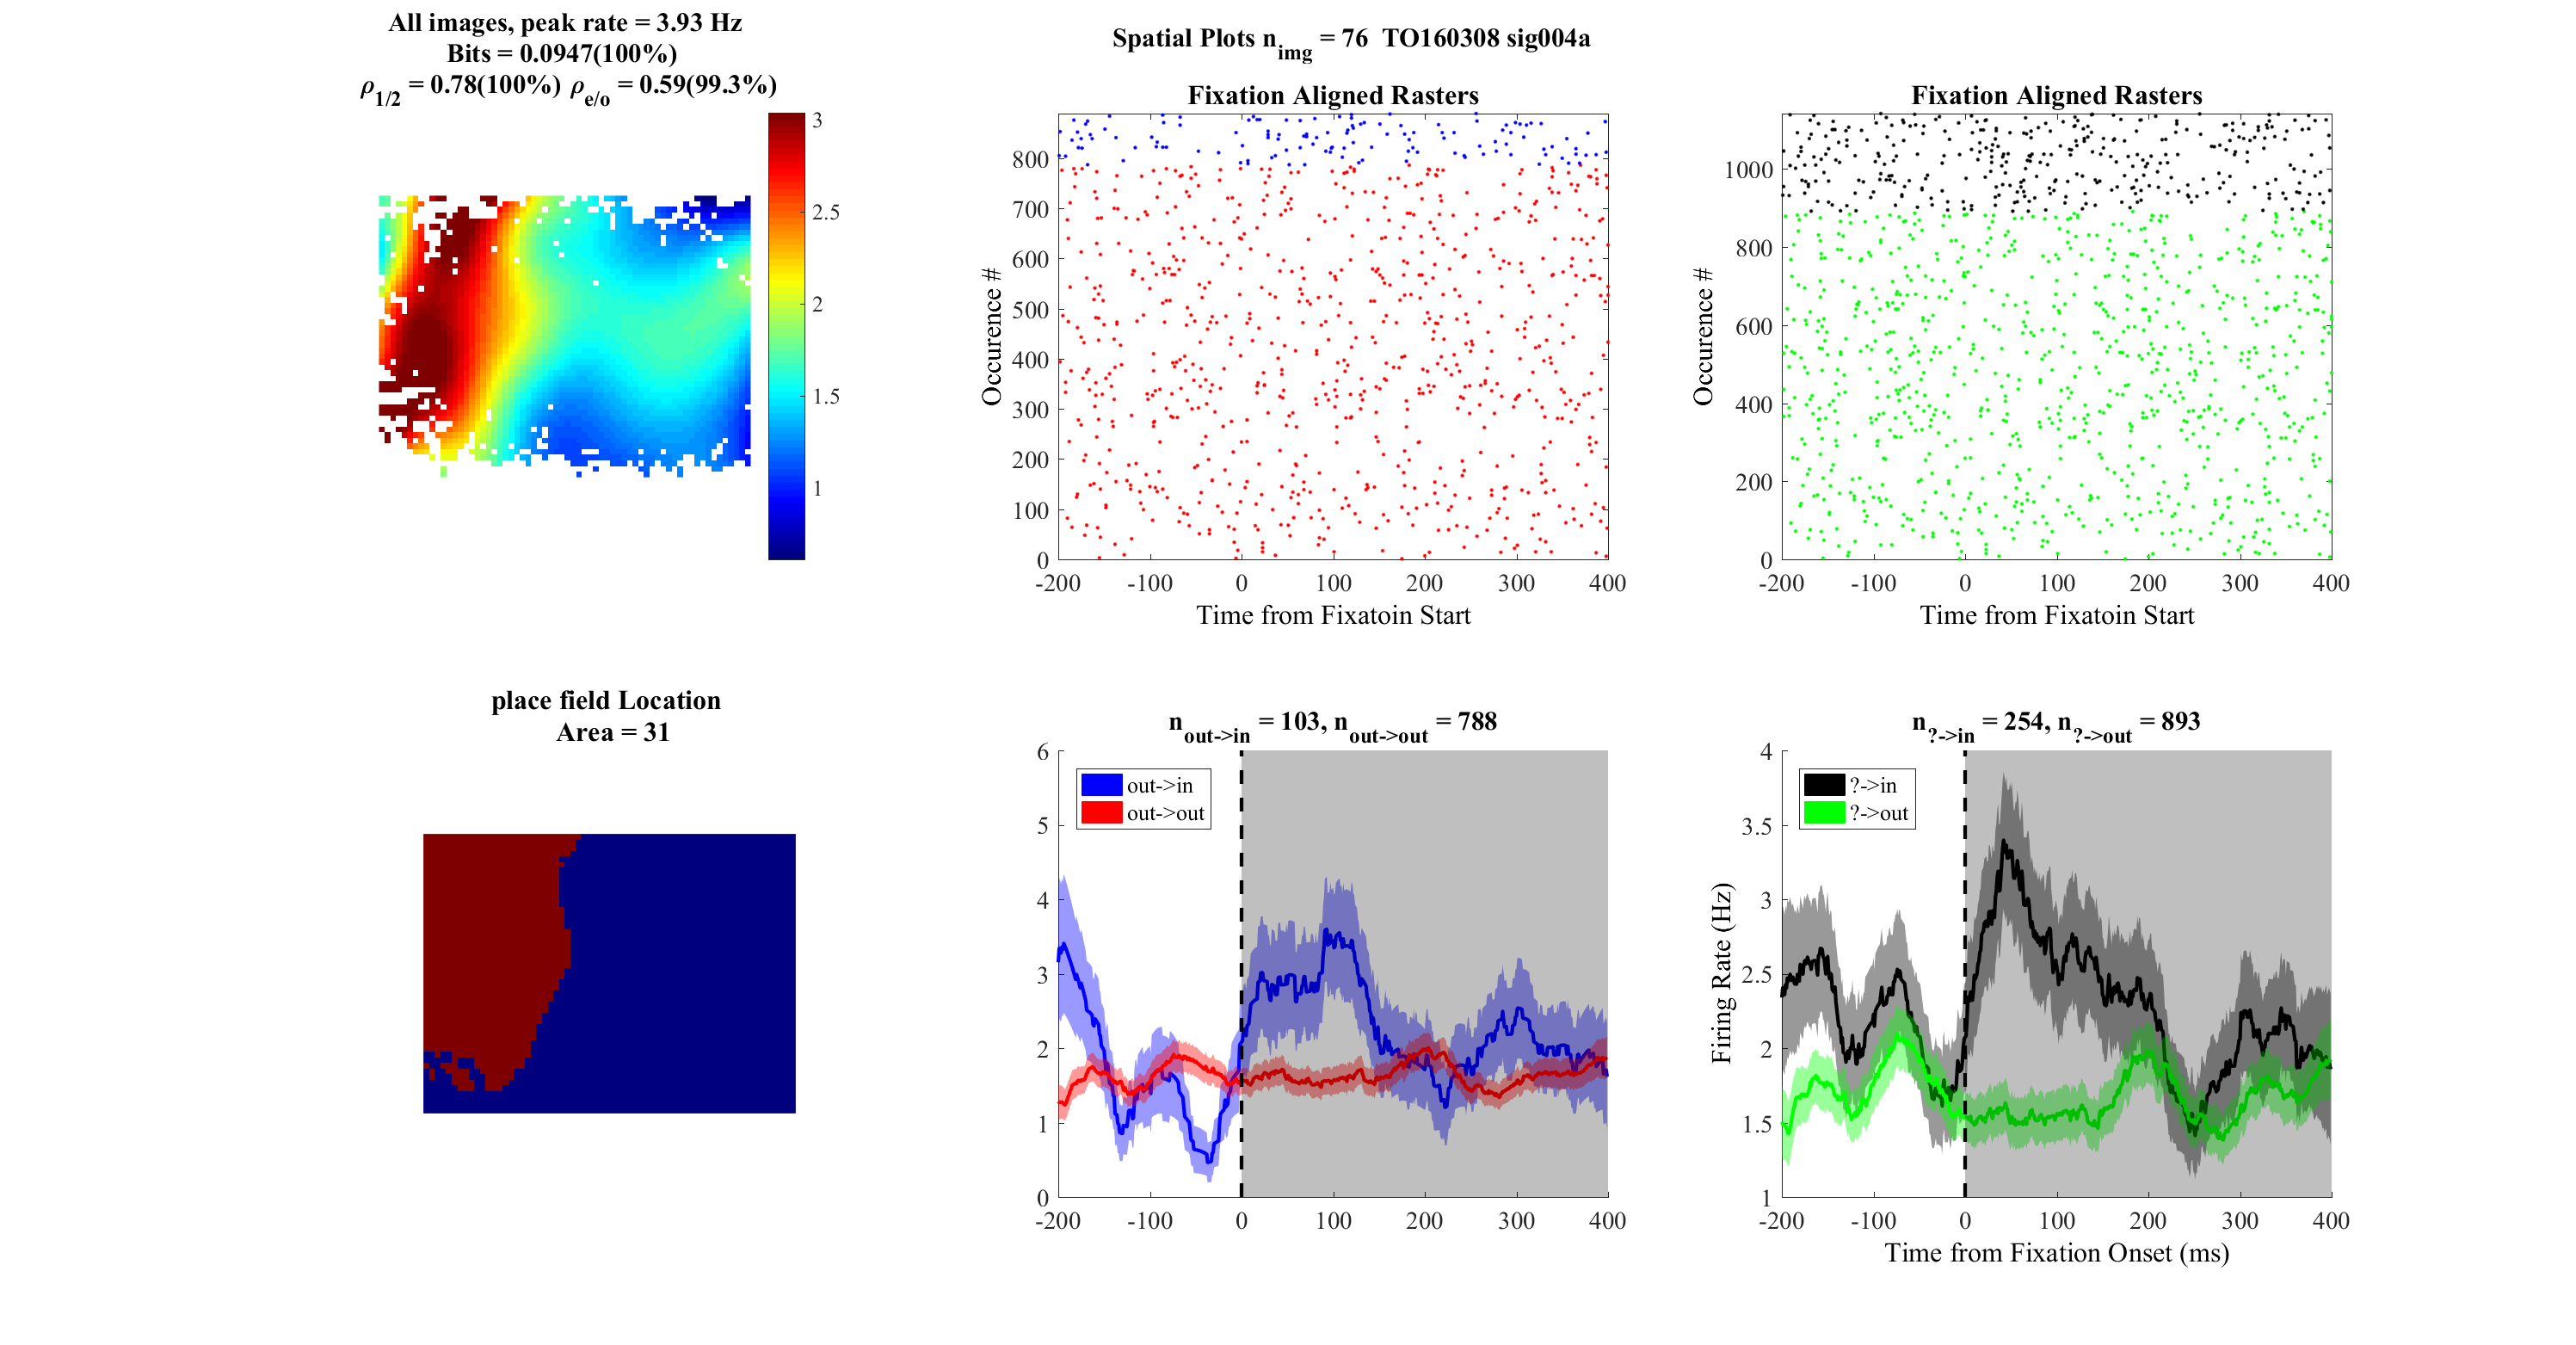 All images, peak rate = 3.93 Hz
Bits = 0.0947(100%)
ρ1/2 = 0.78(100%) ρe/o = 0.59(99.3%)
3
2.5
2
1.5
1
Spatial Plots nimg = 76 TO160308 sig004a
Fixation Aligned Rasters
Occurence #
800
700
600
500
400
300
200
100
0
-200 -100 0 100 200 300 400
Time from Fixatoin Start
Fixation Aligned Rasters
Occurence #
1000
800
600
400
200
0
-200 -100 0 100 200 300 400
Time from Fixatoin Start
place field Location
Area = 31
nout->in = 103, nout->out = 788
6
5
4
3
2
1
0
out->in
out->out
-200 -100 0 100 200 300 400
n?->in = 254, n?->out = 893
Firing Rate (Hz)
4
3.5
3
2.5
2
1.5
1
?->in
?->out
-200 -100 0 100 200 300 400
Time from Fixation Onset (ms)